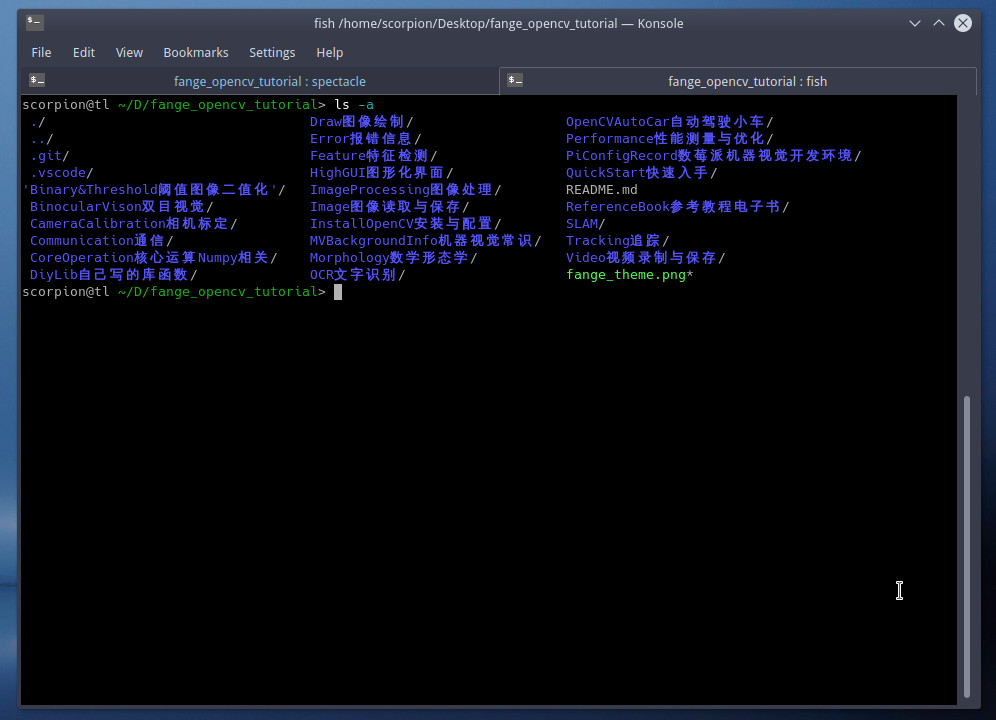 fish /home/scorpion/Desktop/fange_opencv_tutorial — Konsole
File Edit View Bookmarks Settings Help
fange_opencv_tutorial : spectacle fange_opencv_tutorial : fish
scorpion@tl ~/D/fange_opencv_tutorial> ls -a
./ Draw图像绘制/ OpenCVAutoCar自动驾驶小车/
../ Error报错信息/ Performance性能测量与优化/
.git/ Feature特征检测/ PiConfigRecord数莓派机器视觉开发环境/
.vscode/ HighGUI图形化界面/ QuickStart快速入手/
'Binary&Threshold阈值图像二值化'/ ImageProcessing图像处理/ README.md
BinocularVison双目视觉/ Image图像读取与保存/ ReferenceBook参考教程电子书/
CameraCalibration相机标定/ InstallOpenCV安装与配置/ SLAM/
Communication通信/ MVBackgroundInfo机器视觉常识/ Tracking追踪/
CoreOperation核心运算Numpy相关/ Morphology数学形态学/ Video视频录制与保存/
DiyLib自己写的库函数/ OCR文字识别/ fange_theme.png*
scorpion@tl ~/D/fange_opencv_tutorial>